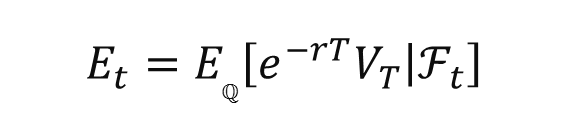 E_t = E_ℚ[e^{-rT}V_T|ℱ_t]